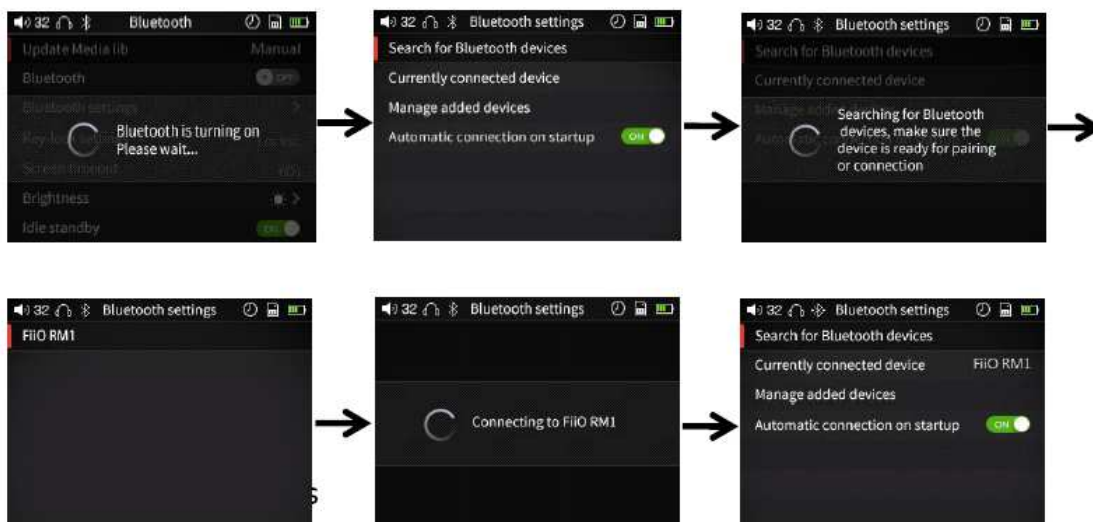 32 Bluetooth
Update Media lib Manual
Bluetooth OFF
Bluetooth settings
Bluetooth is turning on
Please wait...
Screen timeout
Brightness
Idle standby ON
32 Bluetooth settings
Search for Bluetooth devices
Currently connected device
Manage added devices
Automatic connection on startup ON
32 Bluetooth settings
Search for Bluetooth devices
Currently connected device
Searching for Bluetooth
devices, make sure the
device is ready for pairing
or connection
32 Bluetooth settings
FiiO RM1
32 Bluetooth settings
Connecting to FiiO RM1
32 Bluetooth settings
Search for Bluetooth devices
Currently connected device FiiO RM1
Manage added devices
Automatic connection on startup ON
s